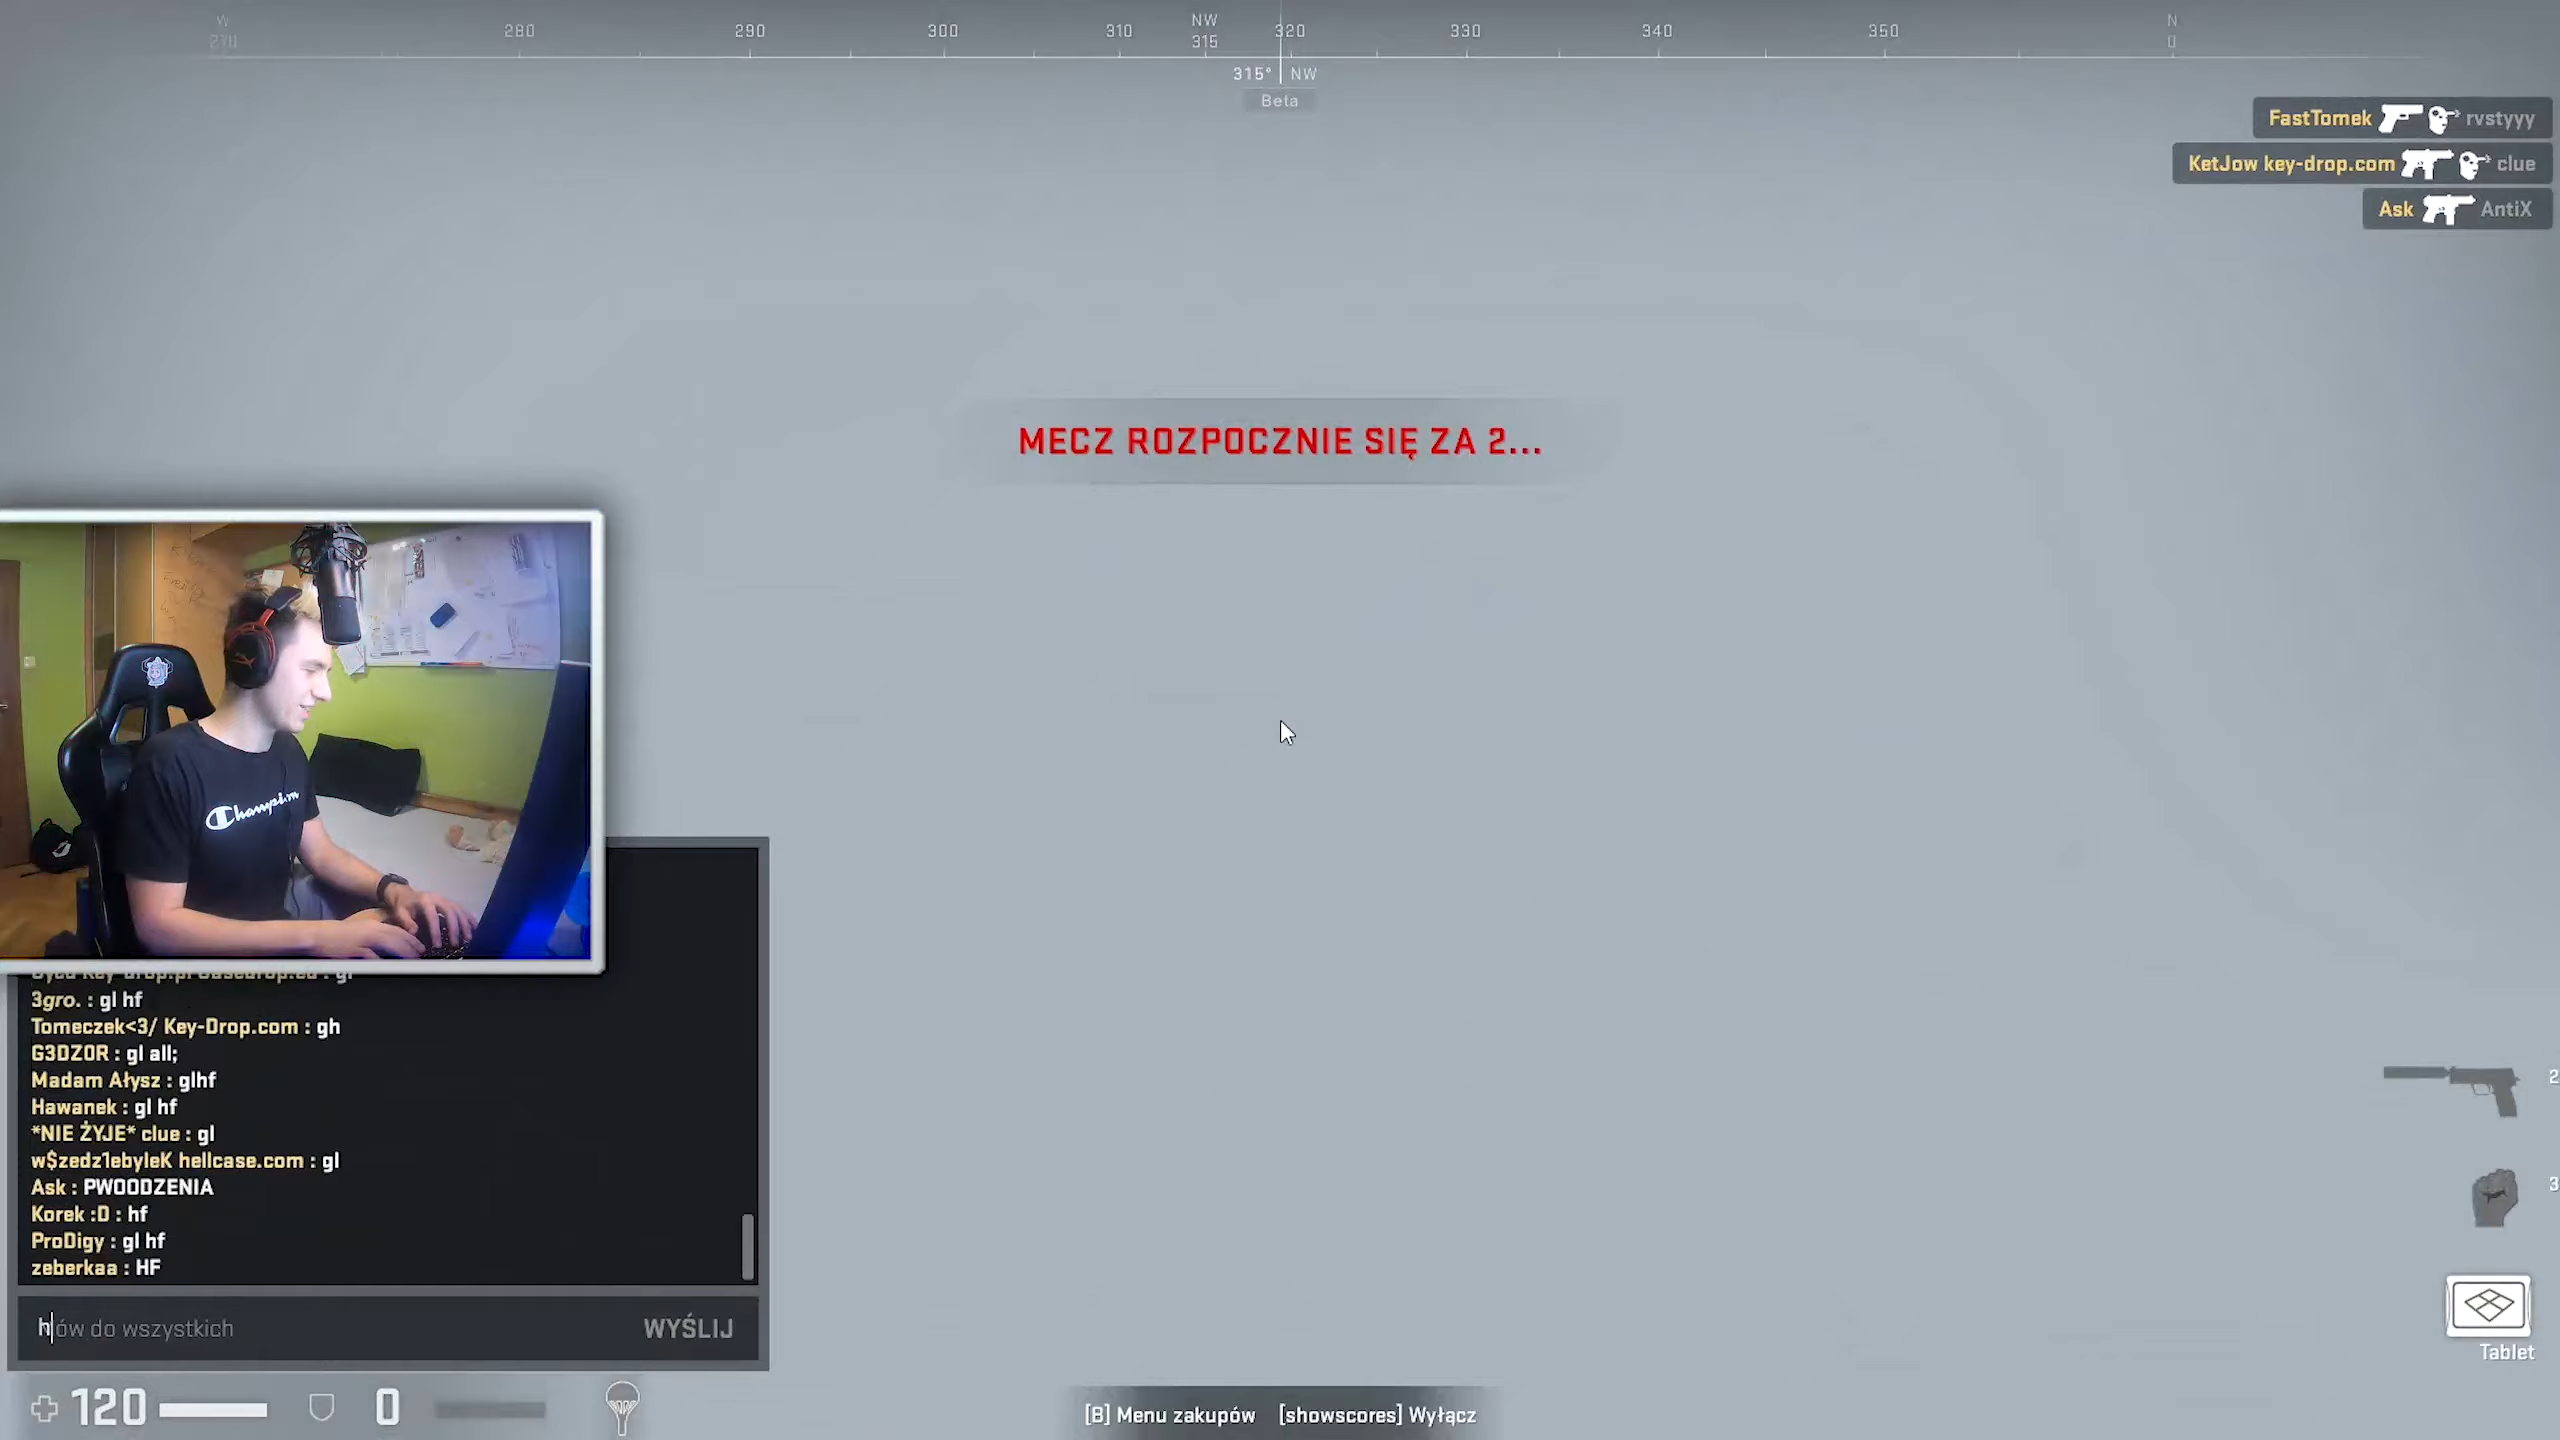 W
280
290
300
310
NW
315
320
330
340
350
N
0
315° NW
Beta
FastTomek rvstyyy
KetJow key-drop.com clue
Ask AntiX
MECZ ROZPOCZNIE SIĘ ZA 2...
Champion
3gro. : gl hf
Tomeczek<3/ Key-Drop.com : gh
G3DZ0R : gl all;
Madam Ałysz : glhf
Hawanek : gl hf
*NIE ŻYJE* clue : gl
w$zedz1ebyleK hellcase.com : gl
Ask : PWOODZENIA
Korek :D : hf
ProDigy : gl hf
zeberkaa : HF
hów do wszystkich
WYŚLIJ
2
3
Tablet
120
0
[B] Menu zakupów [showscores] Wyłącz